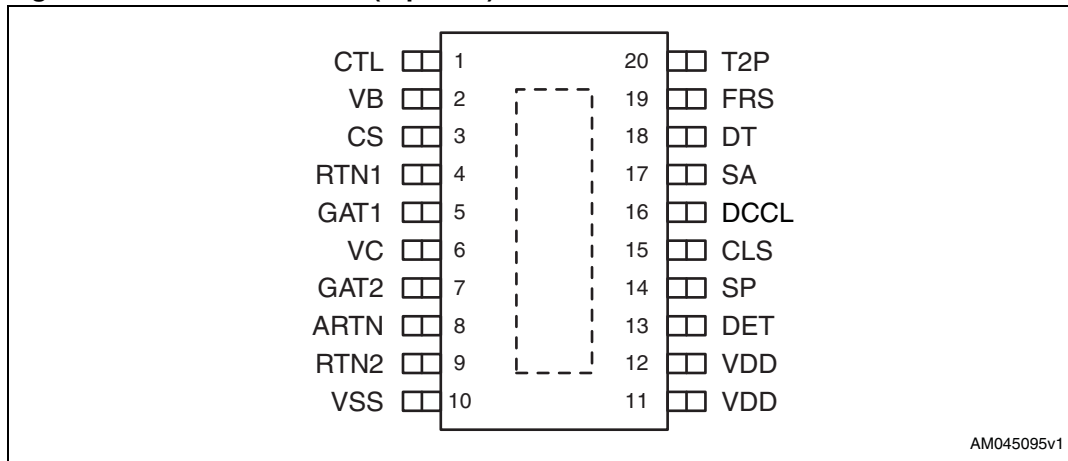 CTL 1 20 T2P
VB 2 19 FRS
CS 3 18 DT
RTN1 4 17 SA
GAT1 5 16 DCCL
VC 6 15 CLS
GAT2 7 14 SP
ARTN 8 13 DET
RTN2 9 12 VDD
VSS 10 11 VDD
AM045095v1